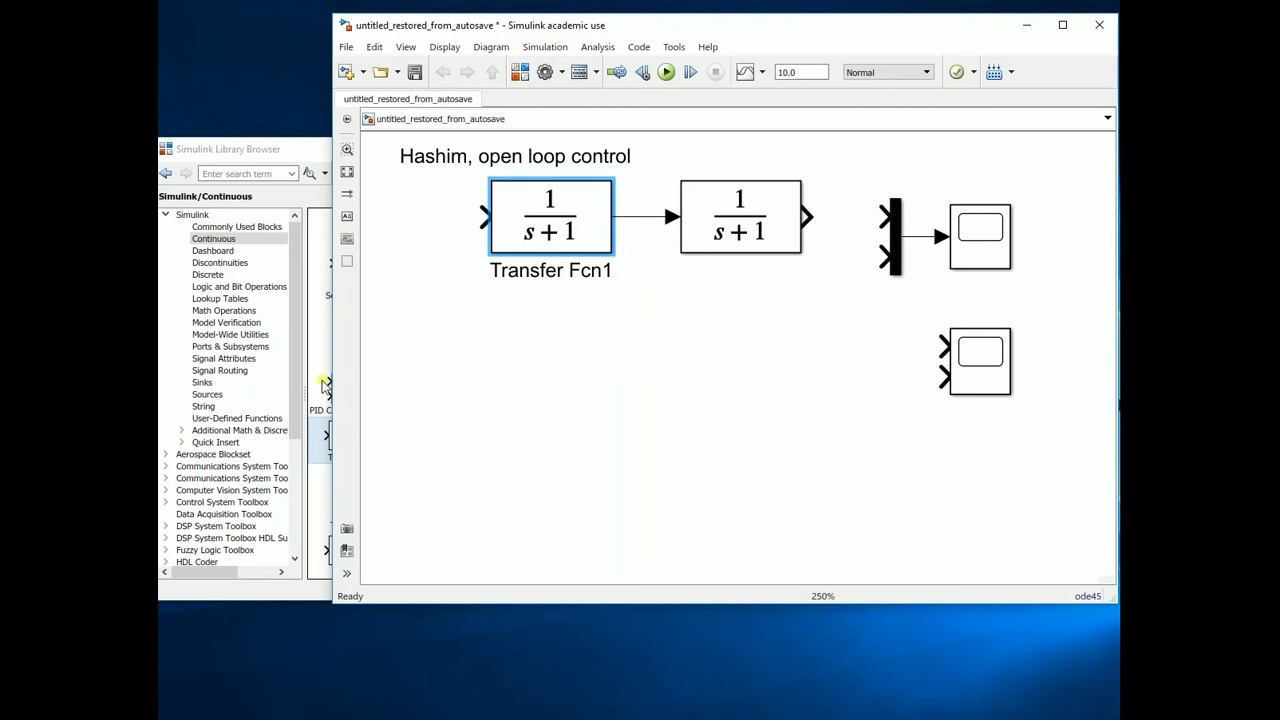 untitled_restored_from_autosave * - Simulink academic use
File Edit View Display Diagram Simulation Analysis Code Tools Help
10.0 Normal
untitled_restored_from_autosave
untitled_restored_from_autosave
Simulink Library Browser
Enter search term
Simulink/Continuous
Simulink
Commonly Used Blocks
Continuous
Dashboard
Discontinuities
Discrete
Logic and Bit Operations
Lookup Tables
Math Operations
Model Verification
Model-Wide Utilities
Ports & Subsystems
Signal Attributes
Signal Routing
Sinks
Sources
String
User-Defined Functions
Additional Math & Discre
Quick Insert
Aerospace Blockset
Communications System Too
Communications System Too
Computer Vision System Too
Control System Toolbox
Data Acquisition Toolbox
DSP System Toolbox
DSP System Toolbox HDL Su
Fuzzy Logic Toolbox
HDL Coder
PID C
Hashim, open loop control
1
s + 1
1
s + 1
Transfer Fcn1
Ready 250% ode45